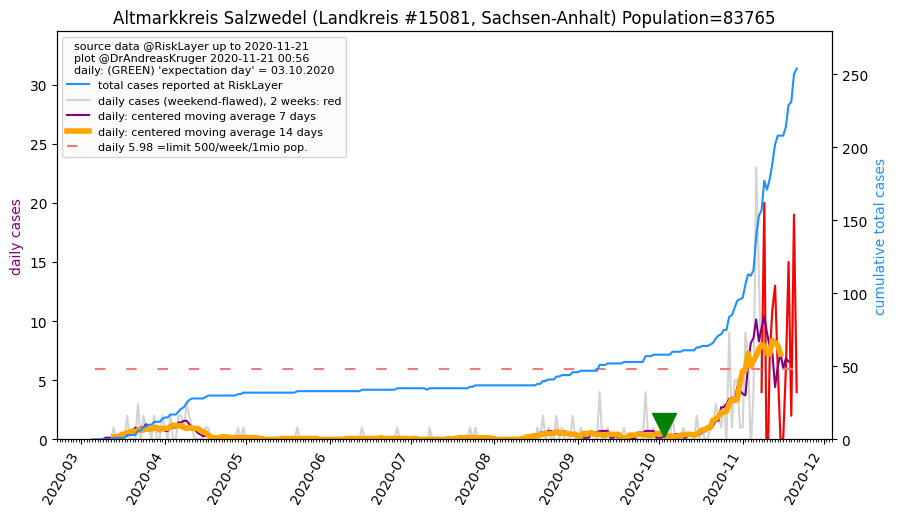 Altmarkkreis Salzwedel (Landkreis #15081, Sachsen-Anhalt) Population=83765
source data @RiskLayer up to 2020-11-21
plot @DrAndreasKruger 2020-11-21 00:56
daily: (GREEN) 'expectation day' = 03.10.2020
total cases reported at RiskLayer
daily cases (weekend-flawed), 2 weeks: red
daily: centered moving average 7 days
daily: centered moving average 14 days
daily 5.98 =limit 500/week/1mio pop.
daily cases
30
25
20
15
10
5
0
250
200
150
100
50
0
cumulative total cases
2020-03
2020-04
2020-05
2020-06
2020-07
2020-08
2020-09
2020-10
2020-11
2020-12